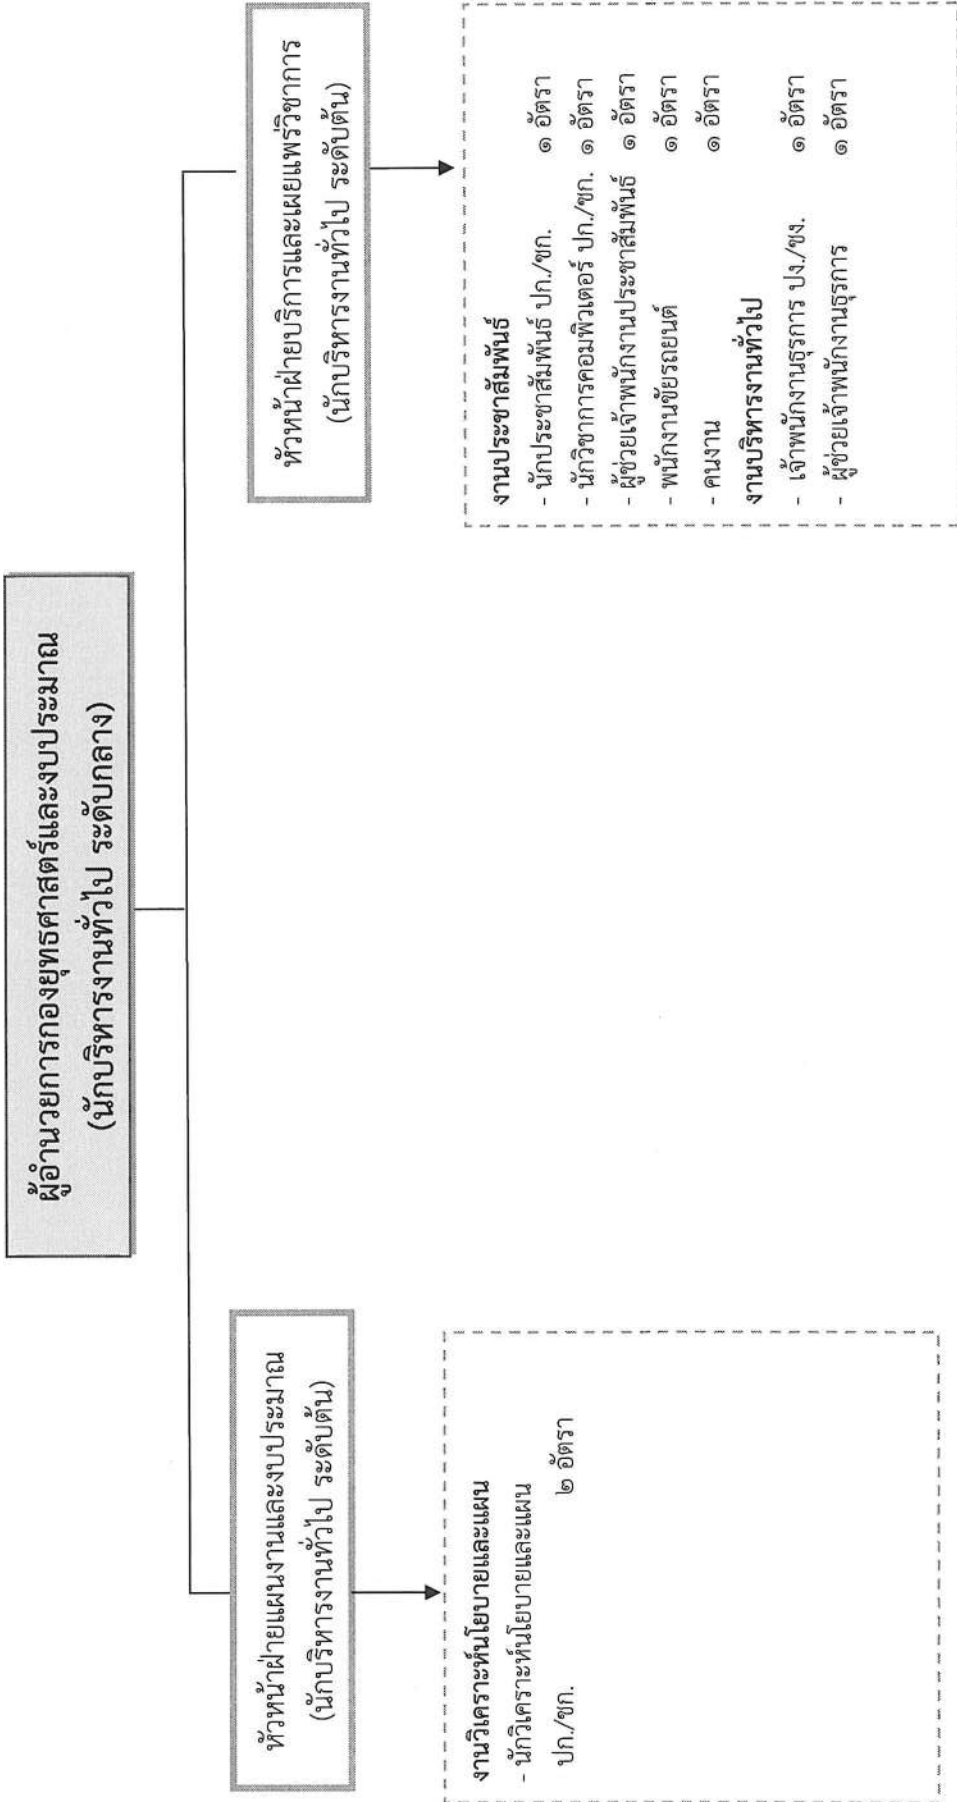 ผู้อำนวยการกองยุทธศาสตร์และงบประมาณ
(นักบริหารงานทั่วไป ระดับกลาง)
หัวหน้าฝ่ายแผนงานและงบประมาณ
(นักบริหารงานทั่วไป ระดับต้น)
งานวิเคราะห์นโยบายและแผน
- นักวิเคราะห์นโยบายและแผน
ปก./ชก. ๒ อัตรา
หัวหน้าฝ่ายบริการและเผยแพร่วิชาการ
(นักบริหารงานทั่วไป ระดับต้น)
งานประชาสัมพันธ์
- นักประชาสัมพันธ์ ปก./ชก. ๑ อัตรา
- นักวิชาการคอมพิวเตอร์ ปก./ชก. ๑ อัตรา
- ผู้ช่วยเจ้าพนักงานประชาสัมพันธ์ ๑ อัตรา
- พนักงานขับรถยนต์ ๑ อัตรา
- คนงาน ๑ อัตรา
งานบริหารงานทั่วไป
- เจ้าพนักงานธุรการ ปง./ชง. ๑ อัตรา
- ผู้ช่วยเจ้าพนักงานธุรการ ๑ อัตรา